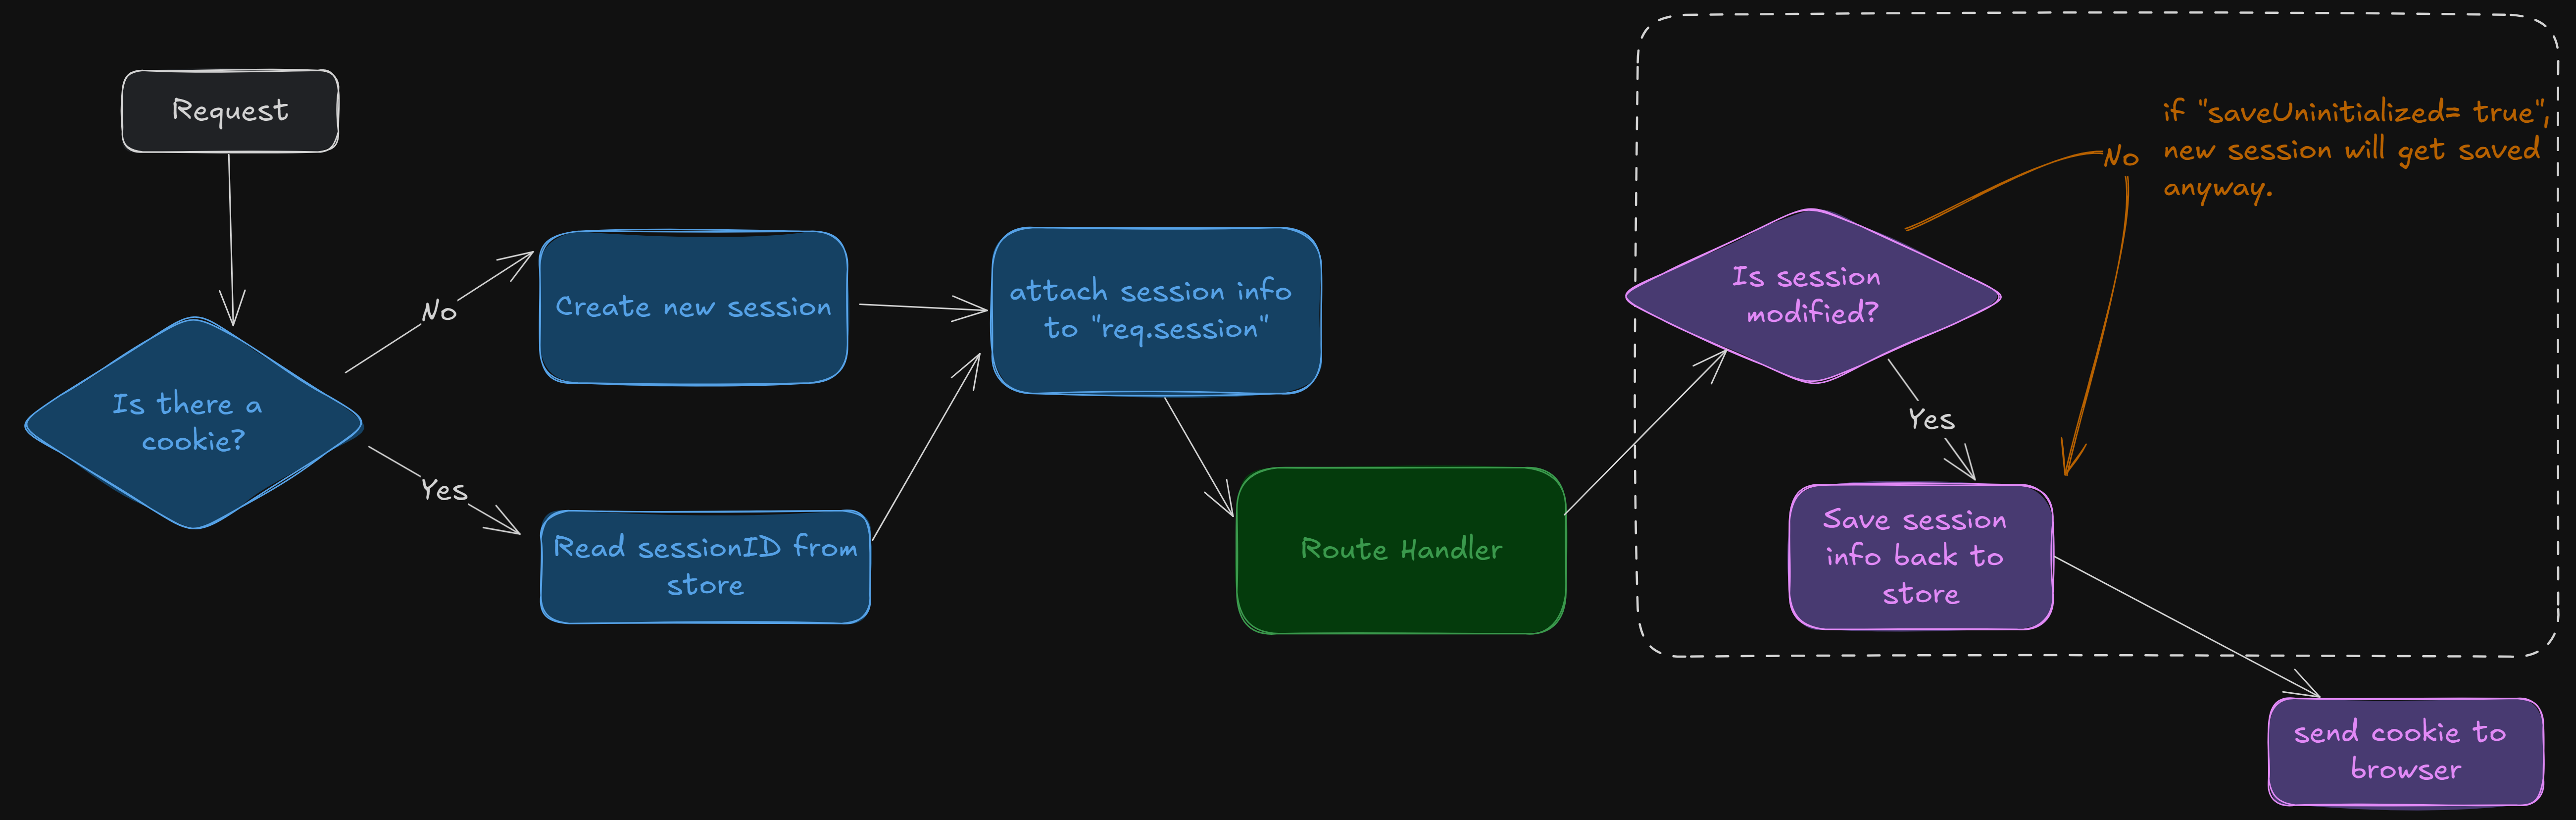 Request
Is there a
cookie?
No
Yes
Create new session
Read sessionID from
store
attach session info
to "req.session"
Route Handler
Is session
modified?
No
if "saveUninitialized= true",
new session will get saved
anyway.
Yes
Save session
info back to
store
send cookie to
browser